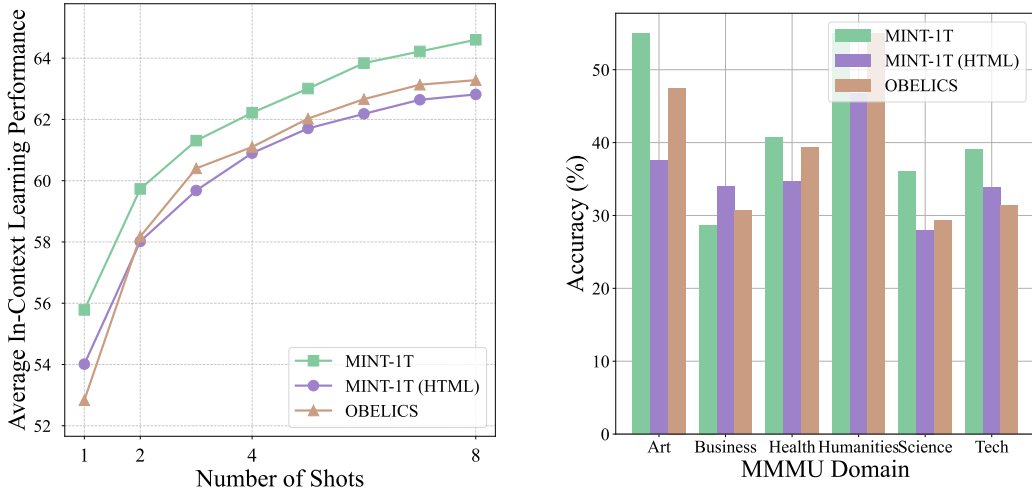 Average In-Context Learning Performance
64
62
60
58
56
54
52
1 2 4 8
Number of Shots
MINT-1T
MINT-1T (HTML)
OBELICS
Accuracy (%)
50
40
30
20
10
0
Art Business Health Humanities Science Tech
MMMU Domain
MINT-1T
MINT-1T (HTML)
OBELICS